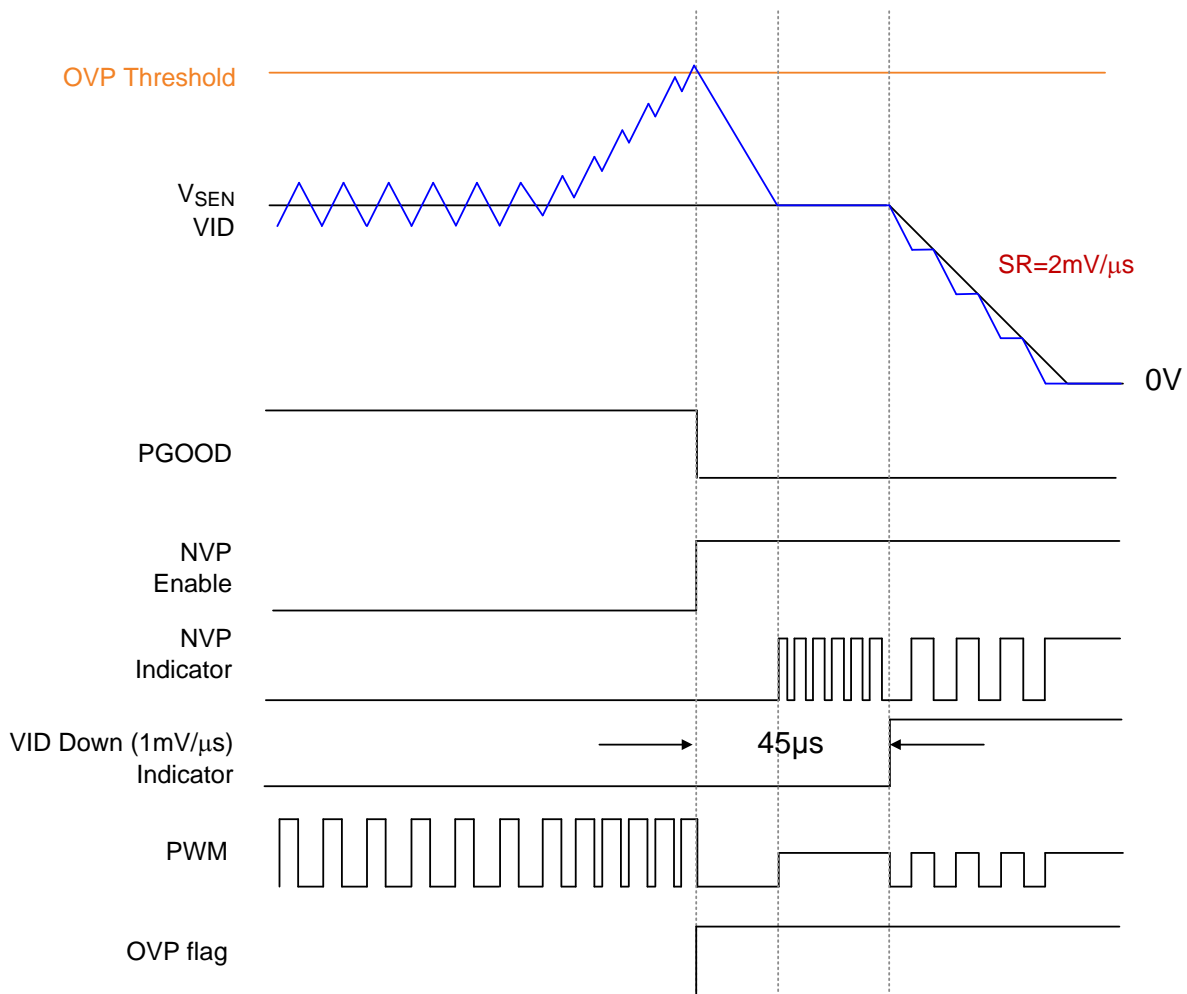 OVP Threshold
VSEN
VID
SR=2mV/μs
0V
PGOOD
NVP
Enable
NVP
Indicator
VID Down (1mV/μs)
Indicator
45µs
PWM
OVP flag